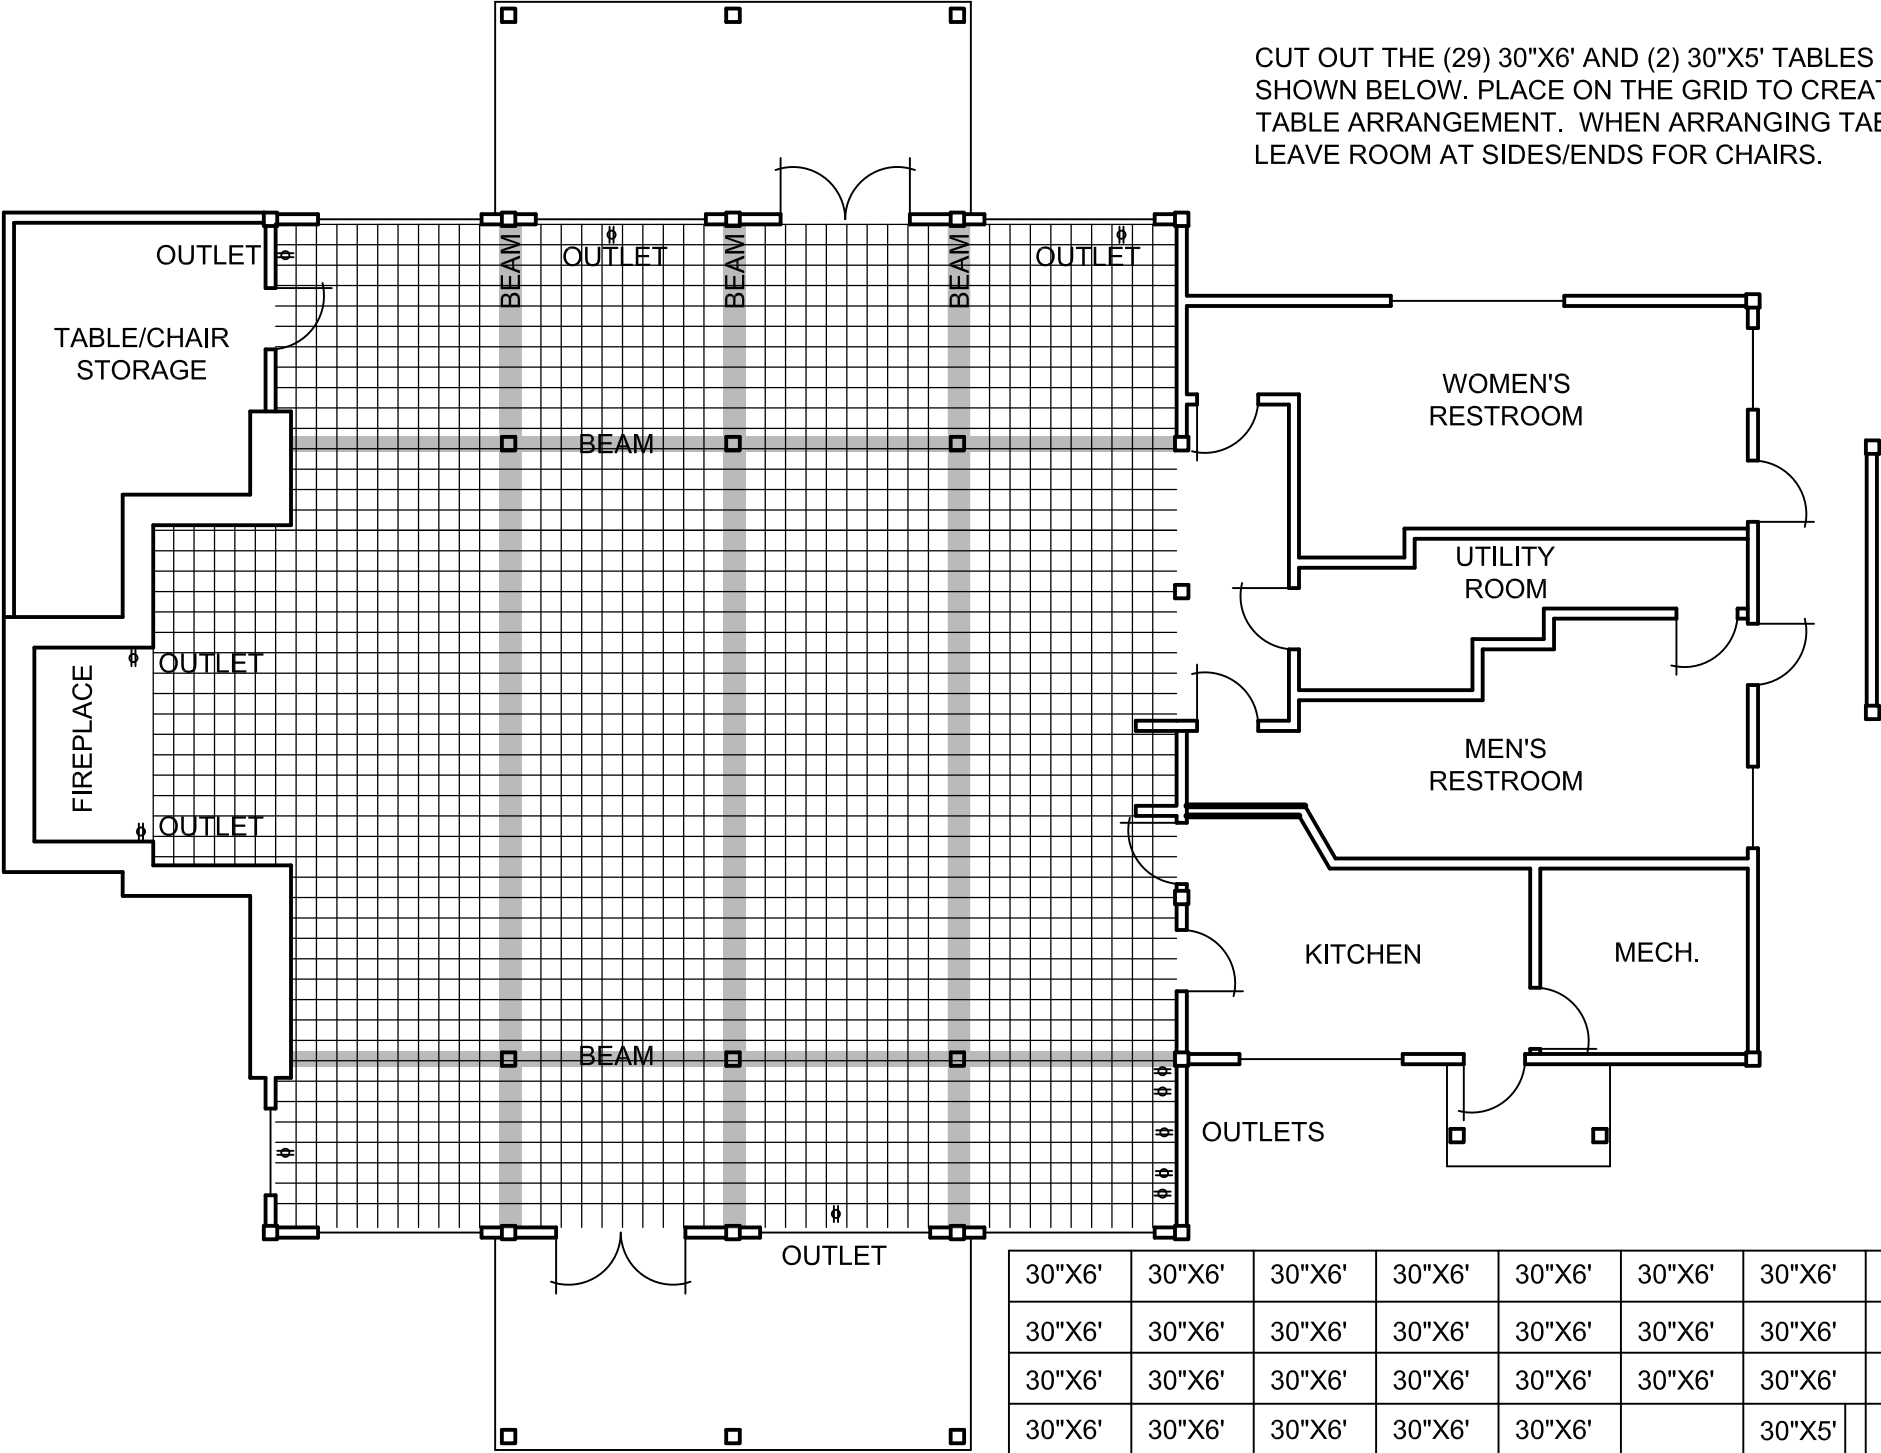 CUT OUT THE (29) 30"X6' AND (2) 30"X5' TABLES
SHOWN BELOW. PLACE ON THE GRID TO CREAT
TABLE ARRANGEMENT. WHEN ARRANGING TAB
LEAVE ROOM AT SIDES/ENDS FOR CHAIRS.
OUTLET
BEAM
OUTLET
BEAM
BEAM
OUTLET
TABLE/CHAIR
STORAGE
WOMEN'S
RESTROOM
BEAM
UTILITY
ROOM
OUTLET
FIREPLACE
OUTLET
MEN'S
RESTROOM
KITCHEN
MECH.
BEAM
OUTLETS
OUTLET
30"X6' 30"X6' 30"X6' 30"X6' 30"X6' 30"X6' 30"X6'
30"X6' 30"X6' 30"X6' 30"X6' 30"X6' 30"X6' 30"X6'
30"X6' 30"X6' 30"X6' 30"X6' 30"X6' 30"X6' 30"X6'
30"X6' 30"X6' 30"X6' 30"X6' 30"X6' 30"X5'